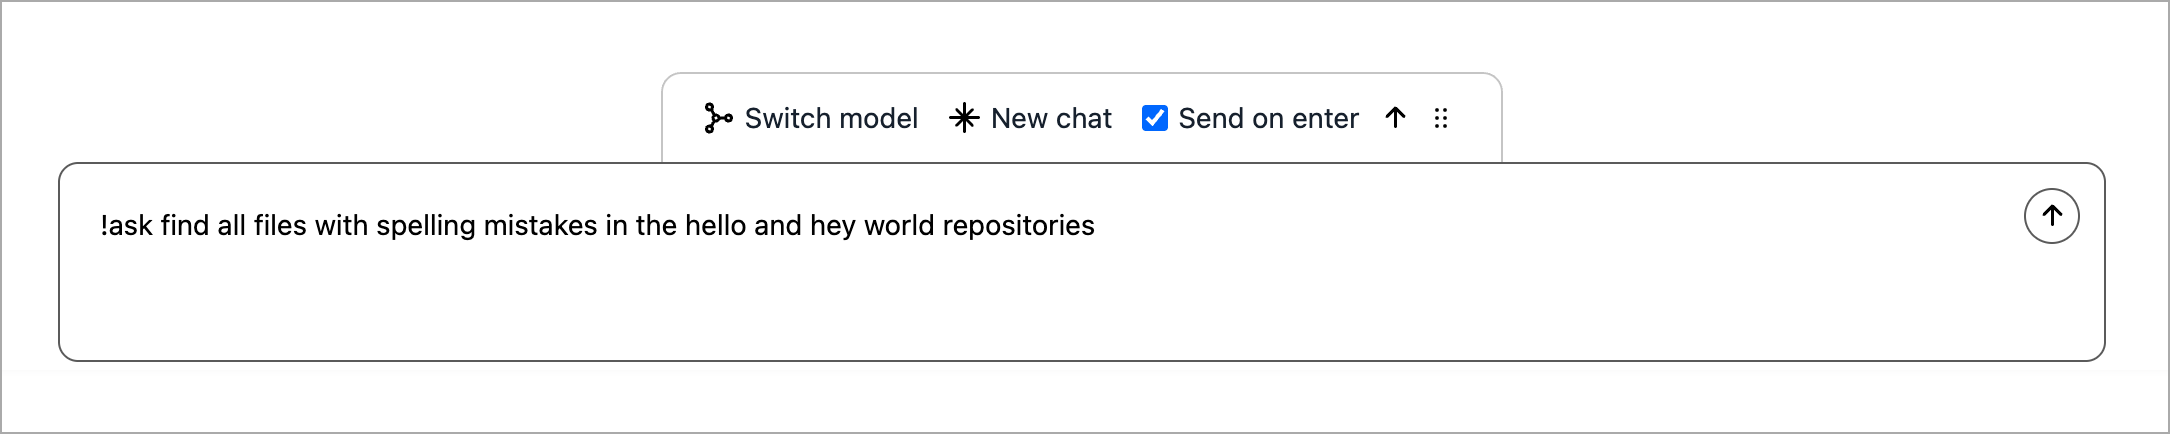 Switch model New chat Send on enter
!ask find all files with spelling mistakes in the hello and hey world repositories